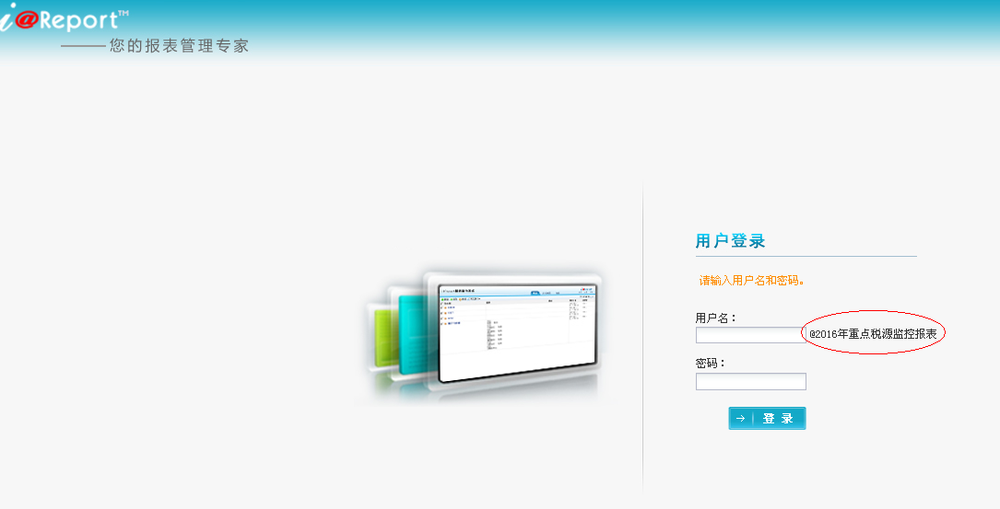 i@Report™
———您的报表管理专家
用户登录
请输入用户名和密码。
用户名：
@2016年重点税源监控报表
密码：
登 录